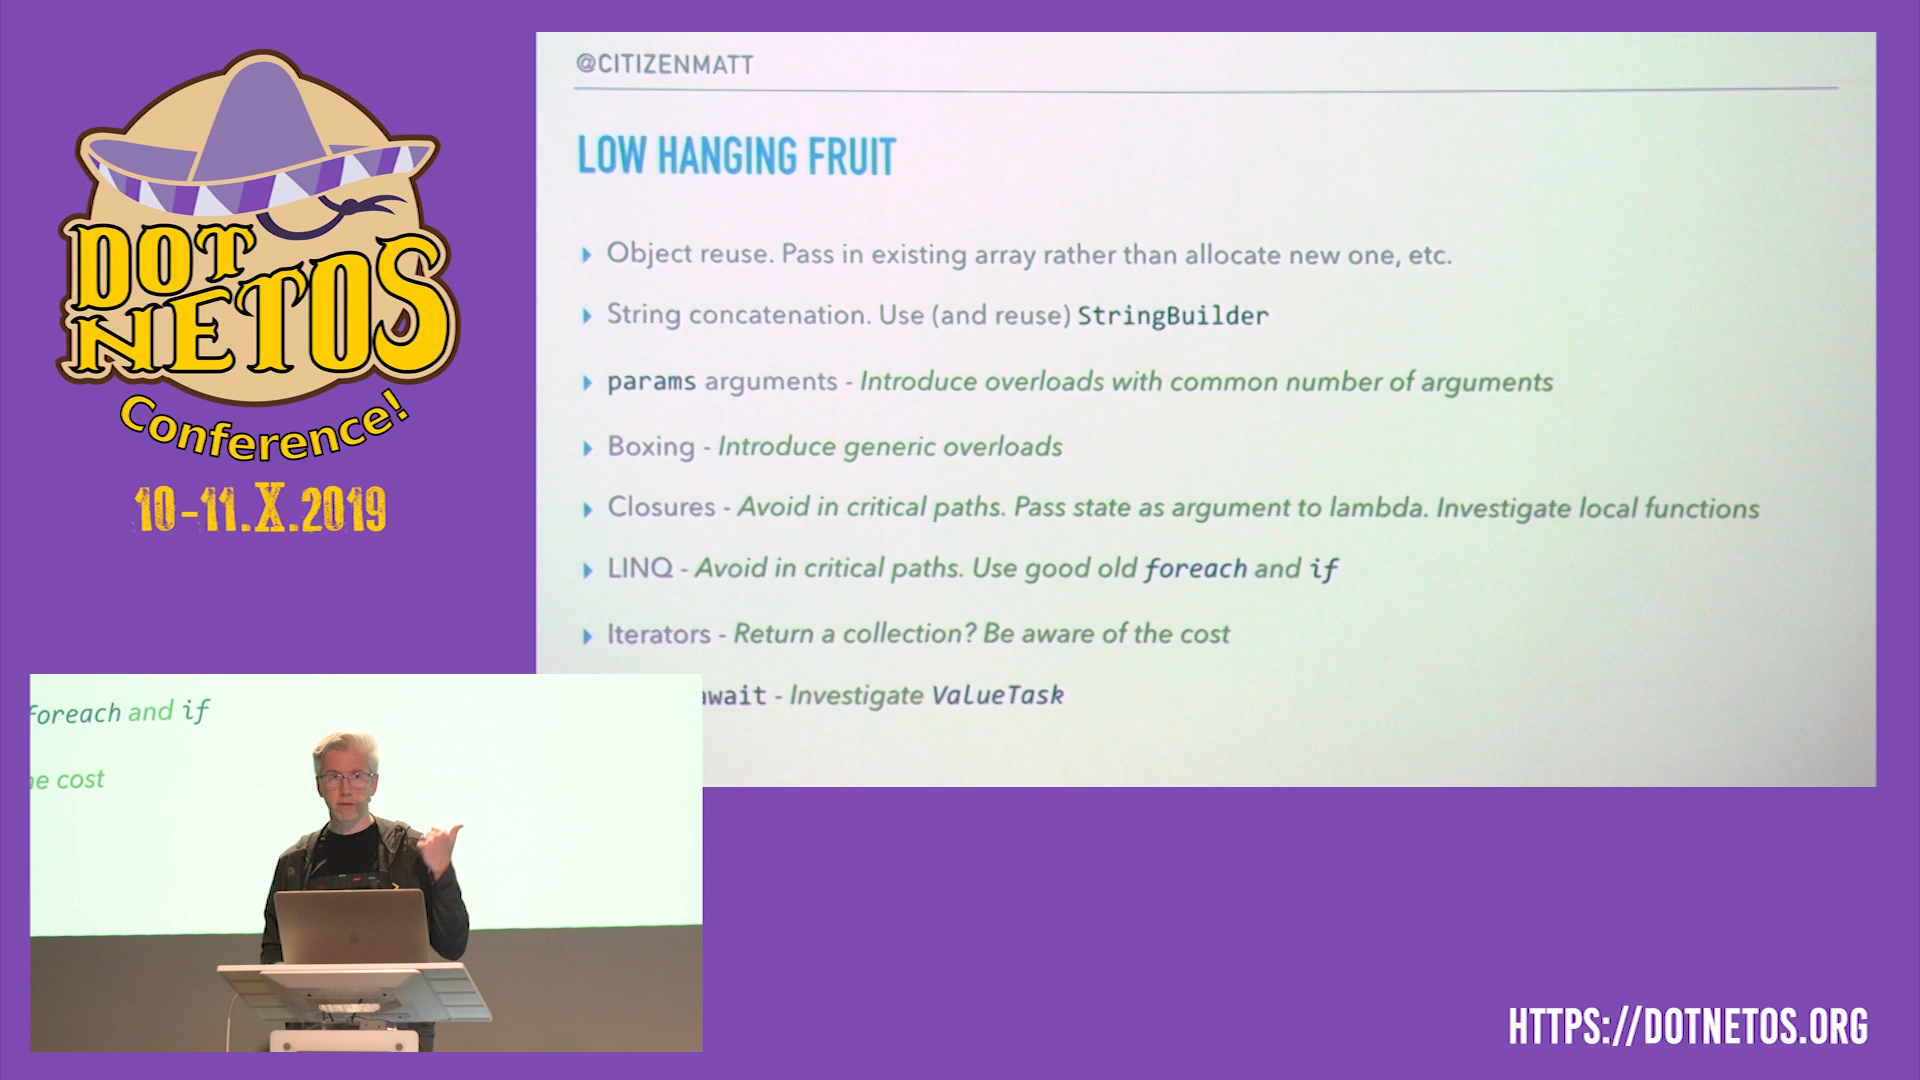 DOT
NETOS
Conference!
10-11.X.2019
@CITIZENMATT
LOW HANGING FRUIT
Object reuse. Pass in existing array rather than allocate new one, etc.
String concatenation. Use (and reuse) StringBuilder
params arguments - Introduce overloads with common number of arguments
Boxing - Introduce generic overloads
Closures - Avoid in critical paths. Pass state as argument to lambda. Investigate local functions
LINQ - Avoid in critical paths. Use good old foreach and if
Iterators - Return a collection? Be aware of the cost
await - Investigate ValueTask
foreach and if
e cost
HTTPS://DOTNETOS.ORG